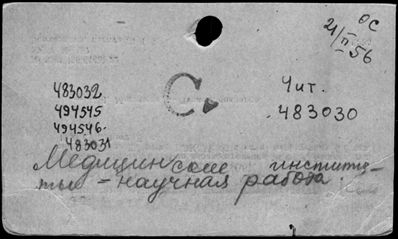 ОС
21/II 56
С
Чит.
483032
483030
494545
494546.
483031
Медицинские институ-
ты - научная работа.